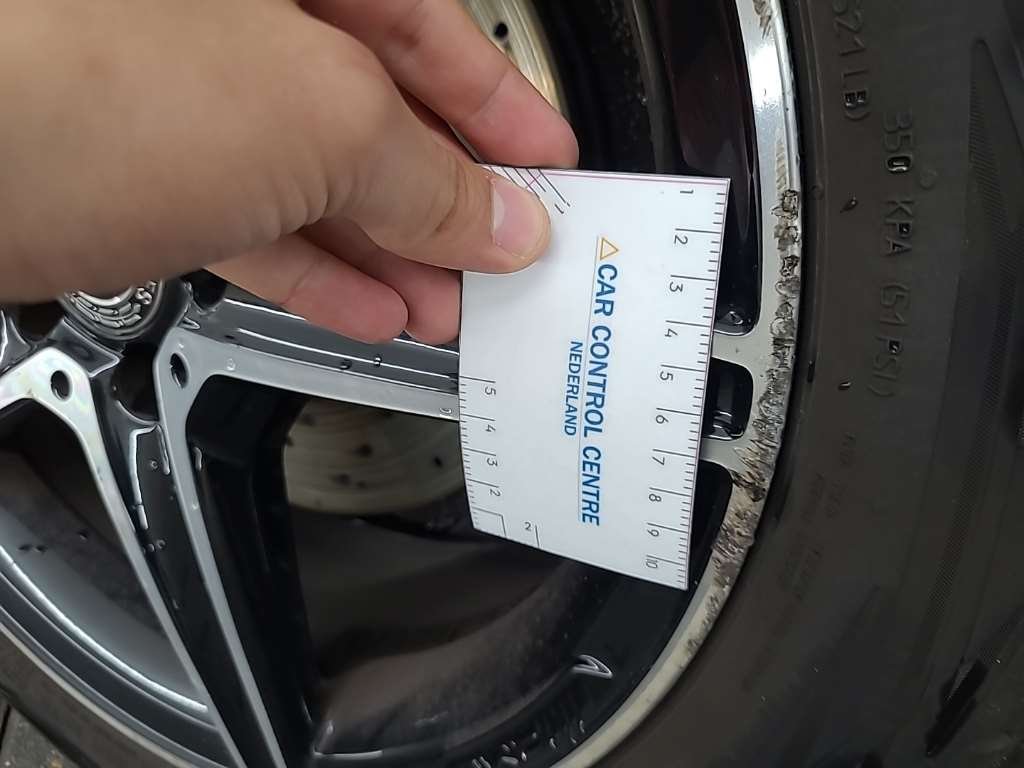 1 2 3 4 5 6 7 8 9 10
CAR CONTROL CENTRE
NEDERLAND
5 4 3 2
2
350 KPA (51 PSI)